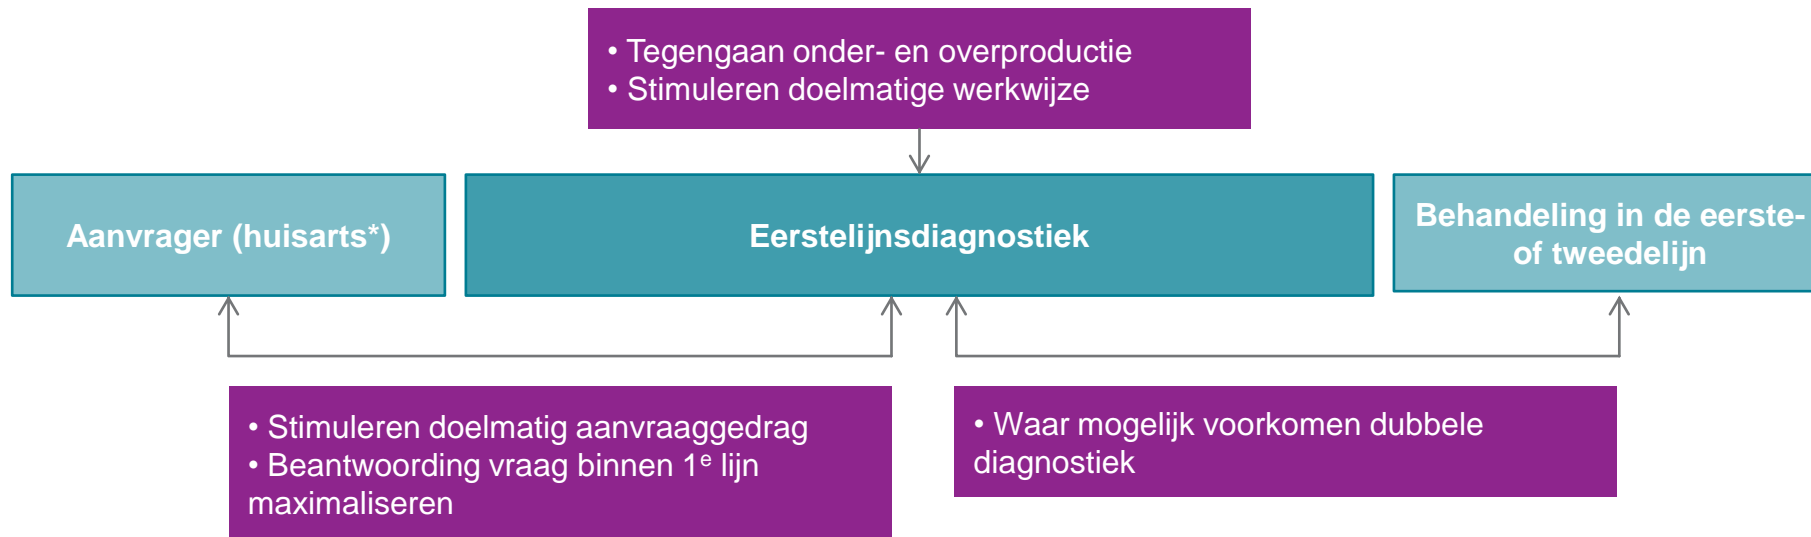 • Tegengaan onder- en overproductie
• Stimuleren doelmatige werkwijze
Aanvrager (huisarts*)
Eerstelijnsdiagnostiek
Behandeling in de eerste-
of tweedelijn
• Stimuleren doelmatig aanvraaggedrag
• Beantwoording vraag binnen 1e lijn
maximaliseren
• Waar mogelijk voorkomen dubbele
diagnostiek